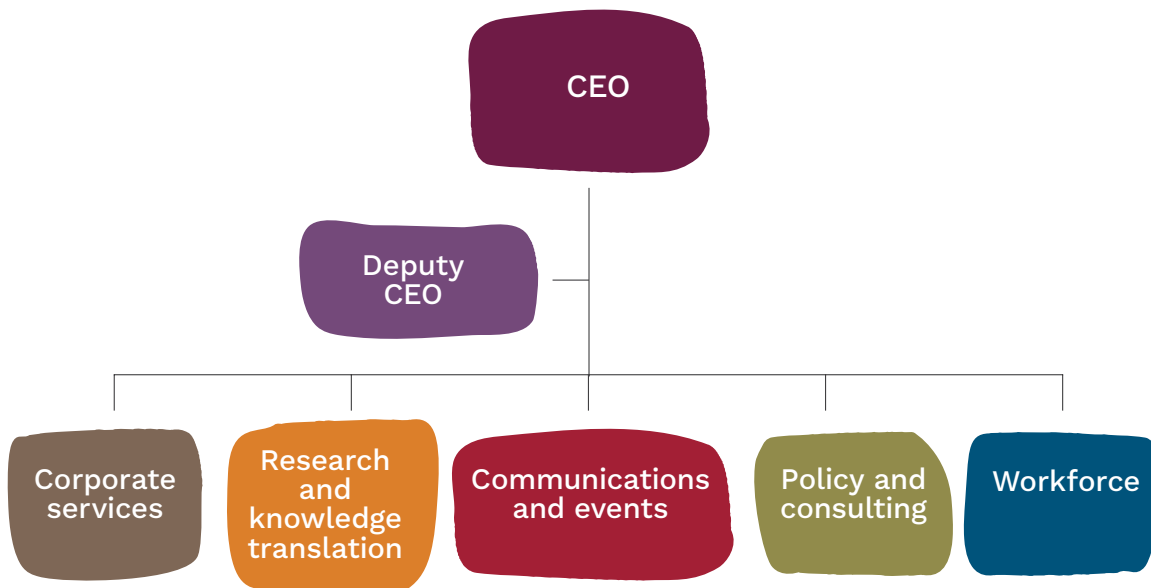 CEO
Deputy
CEO
Corporate
services
Research
and
knowledge
translation
Communications
and events
Policy and
consulting
Workforce